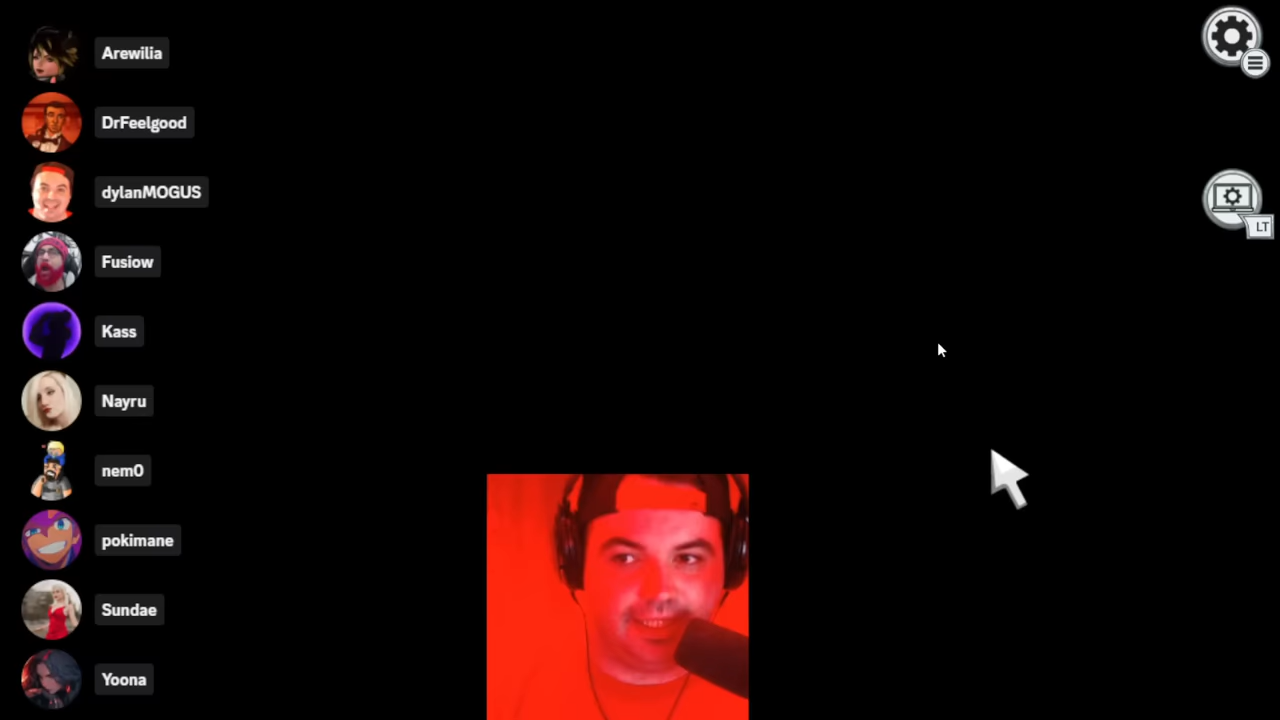 Arewilia
DrFeelgood
dylanMOGUS
Fusiow
Kass
Nayru
nem0
pokimane
Sundae
Yoona
LT